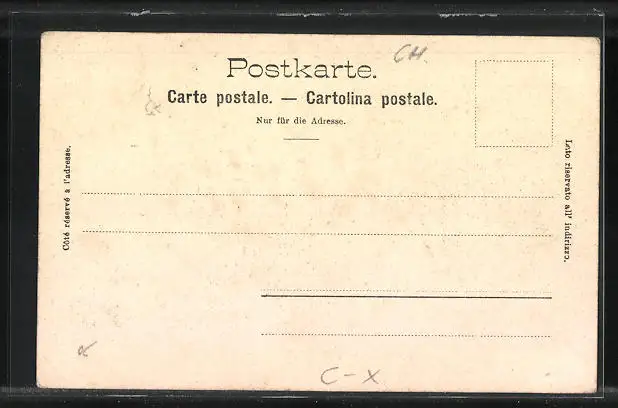 CH.
Postkarte.
Carte postale. — Cartolina postale.
Nur für die Adresse.
Côté réservé à l'adresse.
Lato riservato all' indirizzo.
C-X